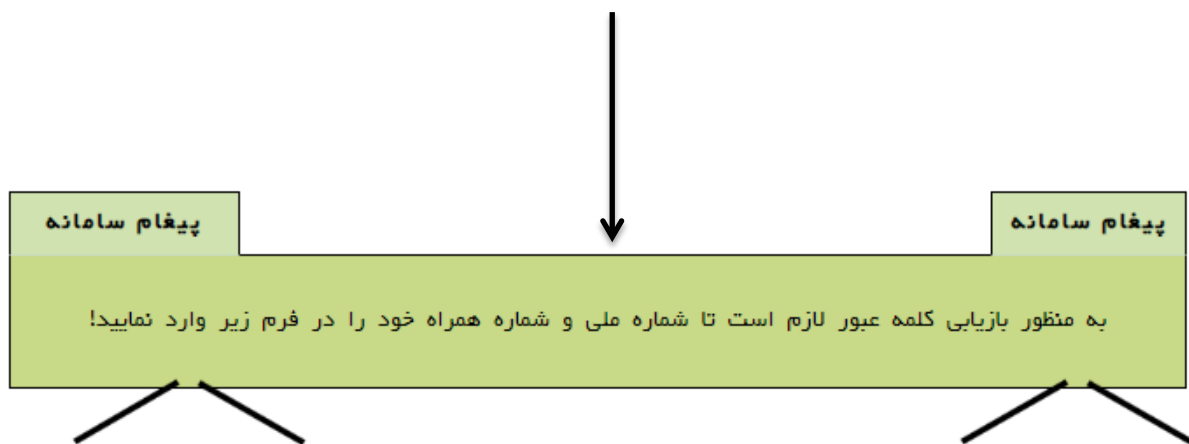 پیغام سامانه
پیغام سامانه
به منظور بازیابی کلمه عبور لازم است تا شماره ملی و شماره همراه خود را در فرم زیر وارد نمایید!